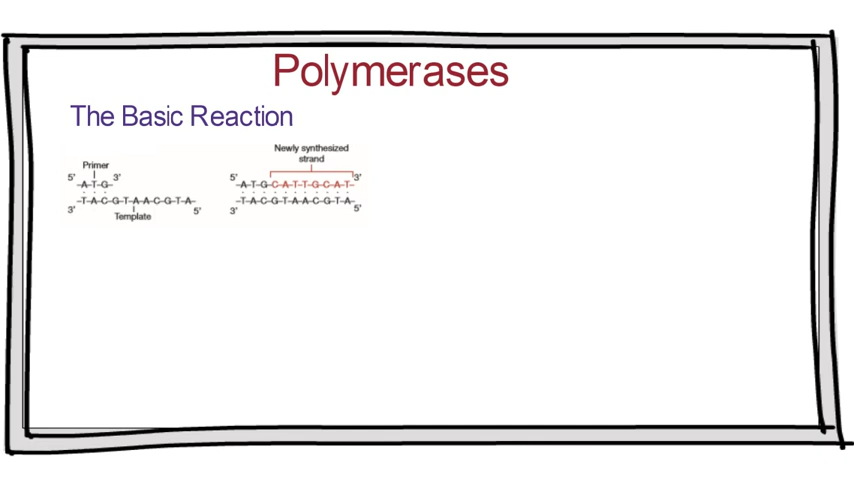 Polymerases
The Basic Reaction
Primer
5' 3'
A-T-G
T-A-C-G-T-A-A-C-G-T-A
3' 5'
Template
Newly synthesized
strand
5' 3'
A-T-G-C-A-T-T-G-C-A-T
T-A-C-G-T-A-A-C-G-T-A
3' 5'